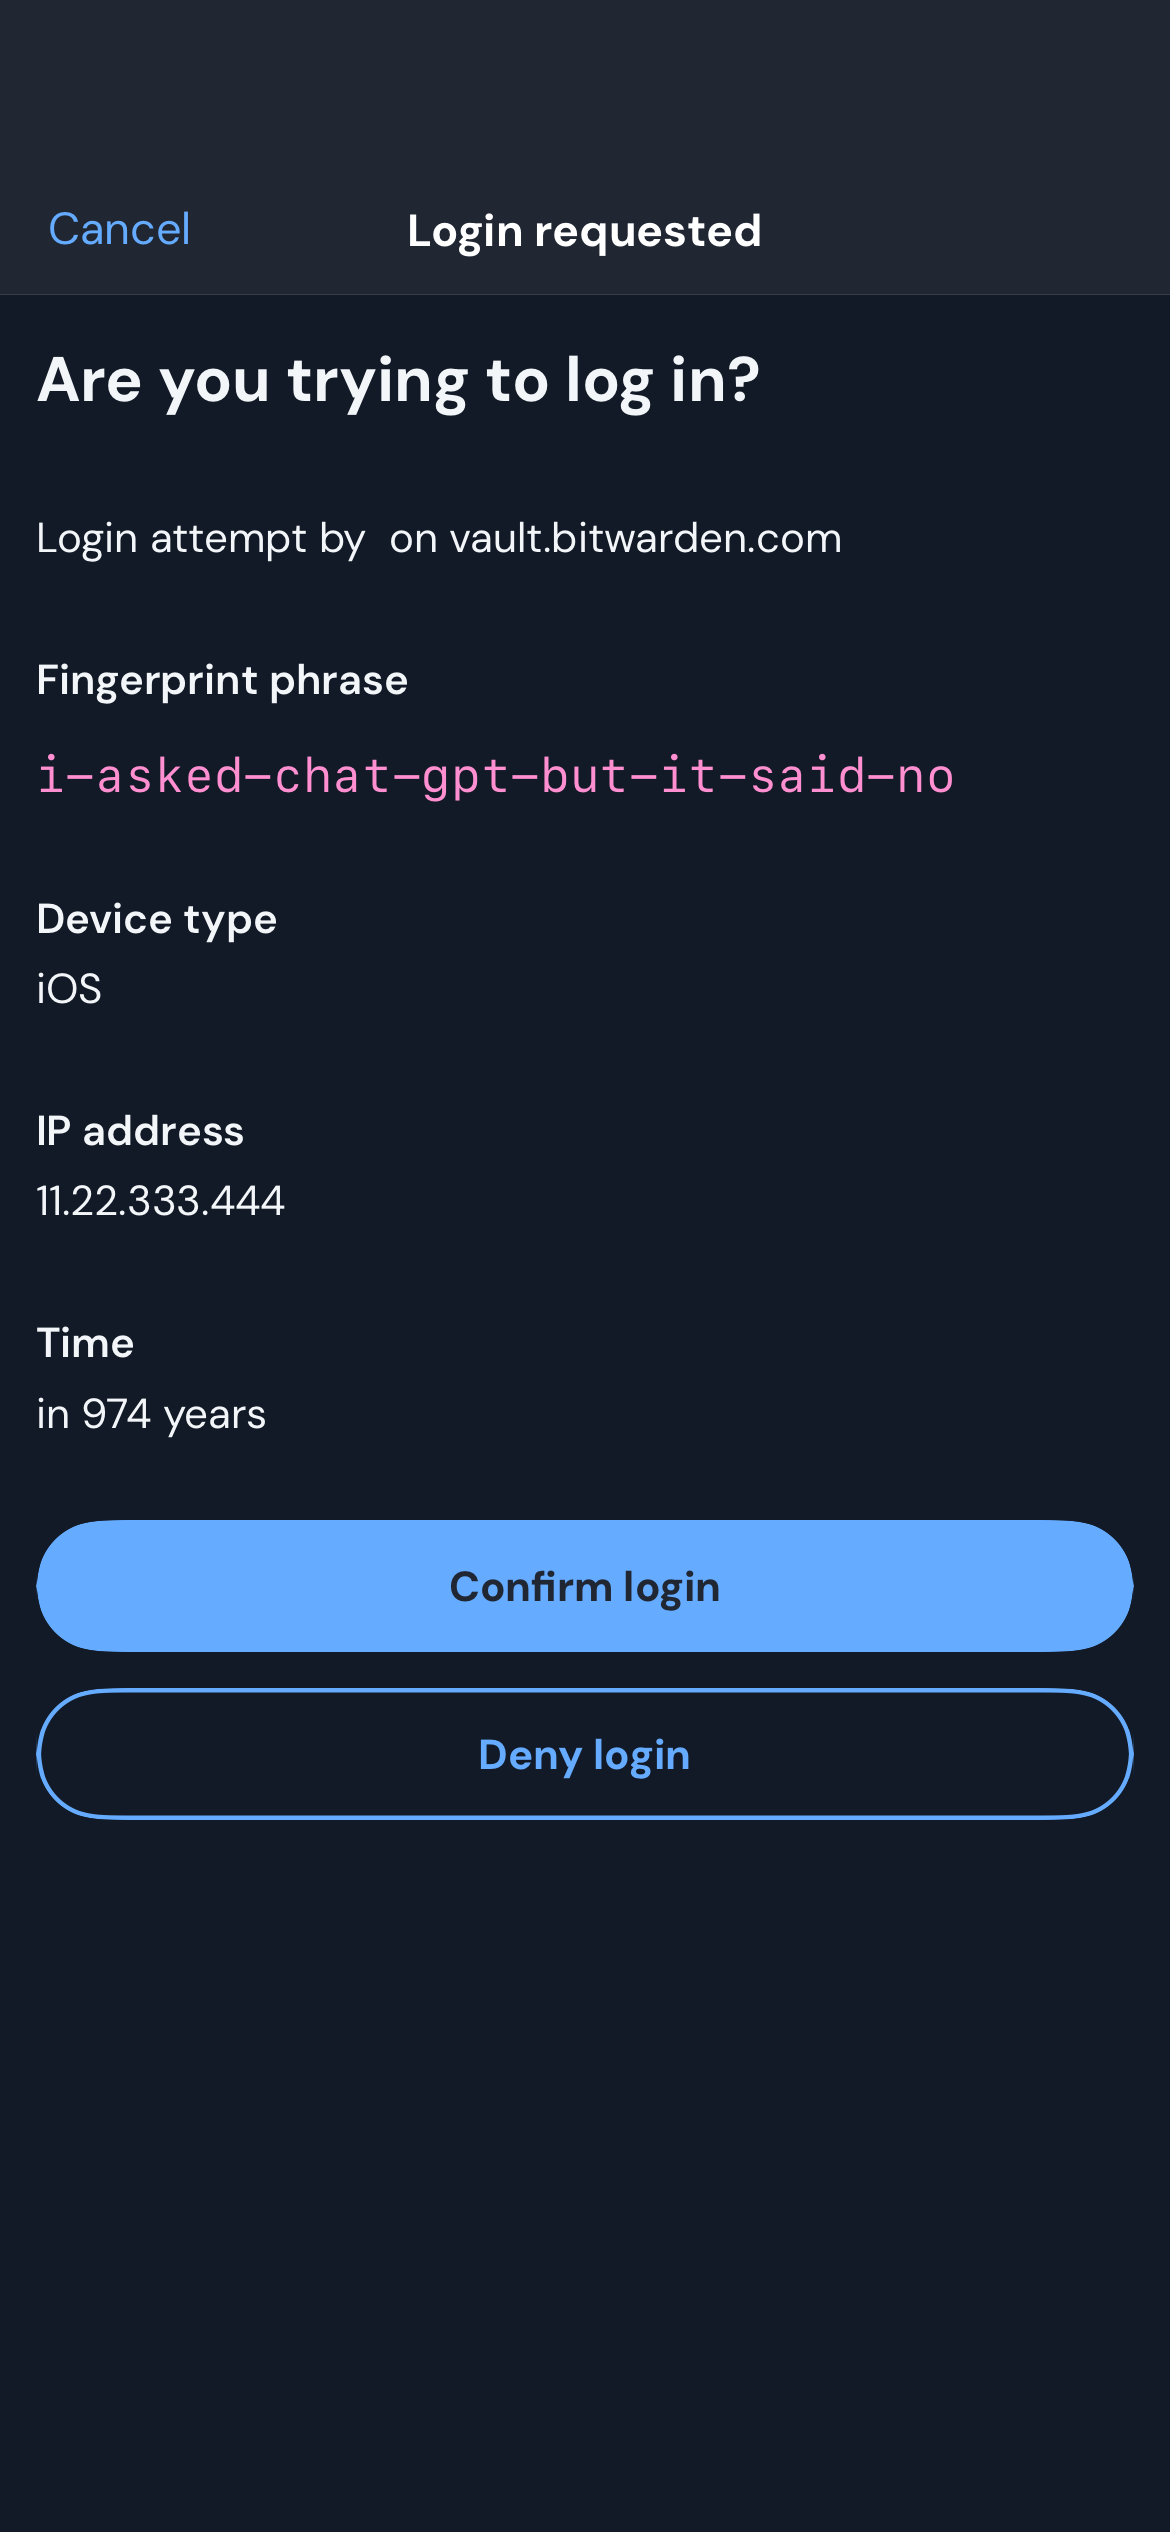 Cancel
Login requested
Are you trying to log in?
Login attempt by  on vault.bitwarden.com
Fingerprint phrase
i-asked-chat-gpt-but-it-said-no
Device type
iOS
IP address
11.22.333.444
Time
in 974 years
Confirm login
Deny login